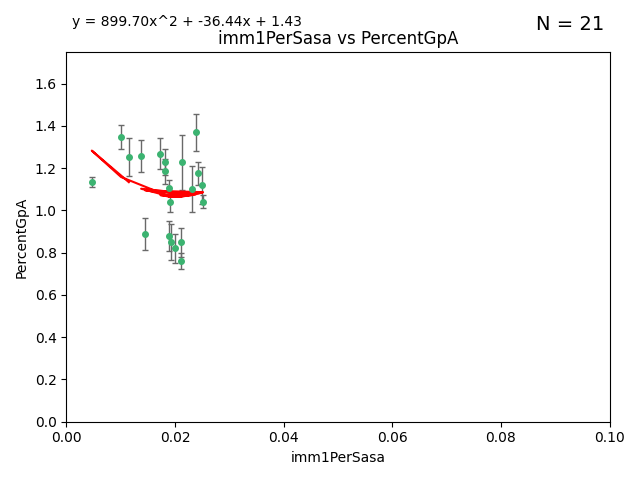 y = 899.70x^2 + -36.44x + 1.43
N = 21
imm1PerSasa vs PercentGpA
PercentGpA
1.6
1.4
1.2
1.0
0.8
0.6
0.4
0.2
0.0
0.00 0.02 0.04 0.06 0.08 0.10
imm1PerSasa